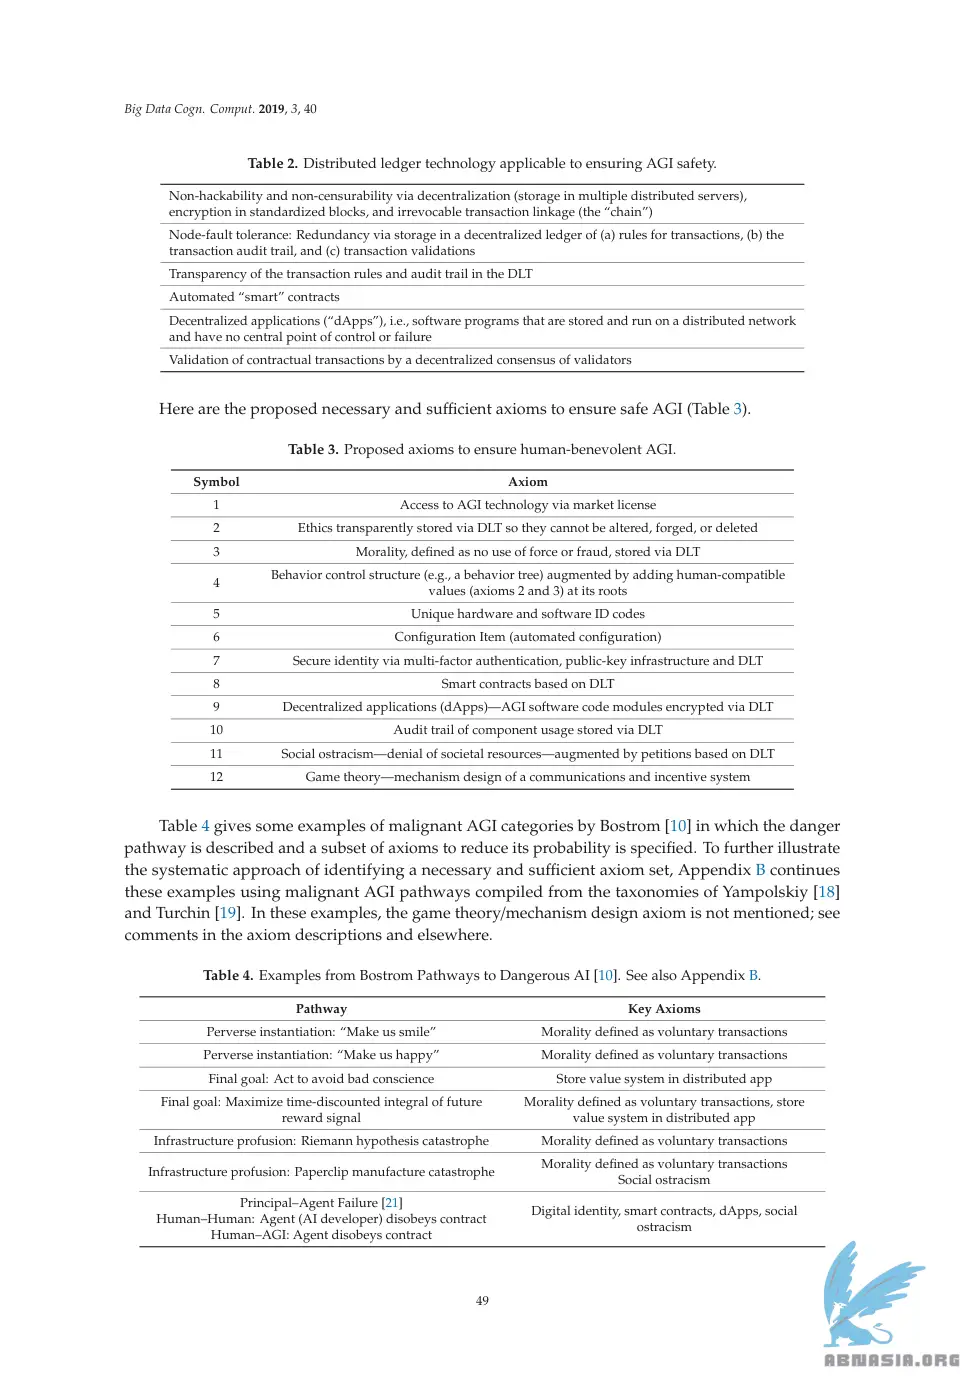 Big Data Cogn. Comput. 2019, 3, 40
Table 2. Distributed ledger technology applicable to ensuring AGI safety.
Non-hackability and non-censurability via decentralization (storage in multiple distributed servers),
encryption in standardized blocks, and irrevocable transaction linkage (the “chain”)
Node-fault tolerance: Redundancy via storage in a decentralized ledger of (a) rules for transactions, (b) the
transaction audit trail, and (c) transaction validations
Transparency of the transaction rules and audit trail in the DLT
Automated “smart” contracts
Decentralized applications (“dApps”), i.e., software programs that are stored and run on a distributed network
and have no central point of control or failure
Validation of contractual transactions by a decentralized consensus of validators
Here are the proposed necessary and sufficient axioms to ensure safe AGI (Table 3).
Table 3. Proposed axioms to ensure human-benevolent AGI.
Symbol Axiom
1 Access to AGI technology via market license
2 Ethics transparently stored via DLT so they cannot be altered, forged, or deleted
3 Morality, defined as no use of force or fraud, stored via DLT
4 Behavior control structure (e.g., a behavior tree) augmented by adding human-compatible
values (axioms 2 and 3) at its roots
5 Unique hardware and software ID codes
6 Configuration Item (automated configuration)
7 Secure identity via multi-factor authentication, public-key infrastructure and DLT
8 Smart contracts based on DLT
9 Decentralized applications (dApps)—AGI software code modules encrypted via DLT
10 Audit trail of component usage stored via DLT
11 Social ostracism—denial of societal resources—augmented by petitions based on DLT
12 Game theory—mechanism design of a communications and incentive system
Table 4 gives some examples of malignant AGI categories by Bostrom [10] in which the danger
pathway is described and a subset of axioms to reduce its probability is specified. To further illustrate
the systematic approach of identifying a necessary and sufficient axiom set, Appendix B continues
these examples using malignant AGI pathways compiled from the taxonomies of Yampolskiy [18]
and Turchin [19]. In these examples, the game theory/mechanism design axiom is not mentioned; see
comments in the axiom descriptions and elsewhere.
Table 4. Examples from Bostrom Pathways to Dangerous AI [10]. See also Appendix B.
Pathway Key Axioms
Perverse instantiation: “Make us smile” Morality defined as voluntary transactions
Perverse instantiation: “Make us happy” Morality defined as voluntary transactions
Final goal: Act to avoid bad conscience Store value system in distributed app
Final goal: Maximize time-discounted integral of future Morality defined as voluntary transactions, store
reward signal value system in distributed app
Infrastructure profusion: Riemann hypothesis catastrophe Morality defined as voluntary transactions
Infrastructure profusion: Paperclip manufacture catastrophe Morality defined as voluntary transactions
Social ostracism
Principal–Agent Failure [21]
Human–Human: Agent (AI developer) disobeys contract Digital identity, smart contracts, dApps, social
Human–AGI: Agent disobeys contract ostracism
49
ABNASIA.ORG